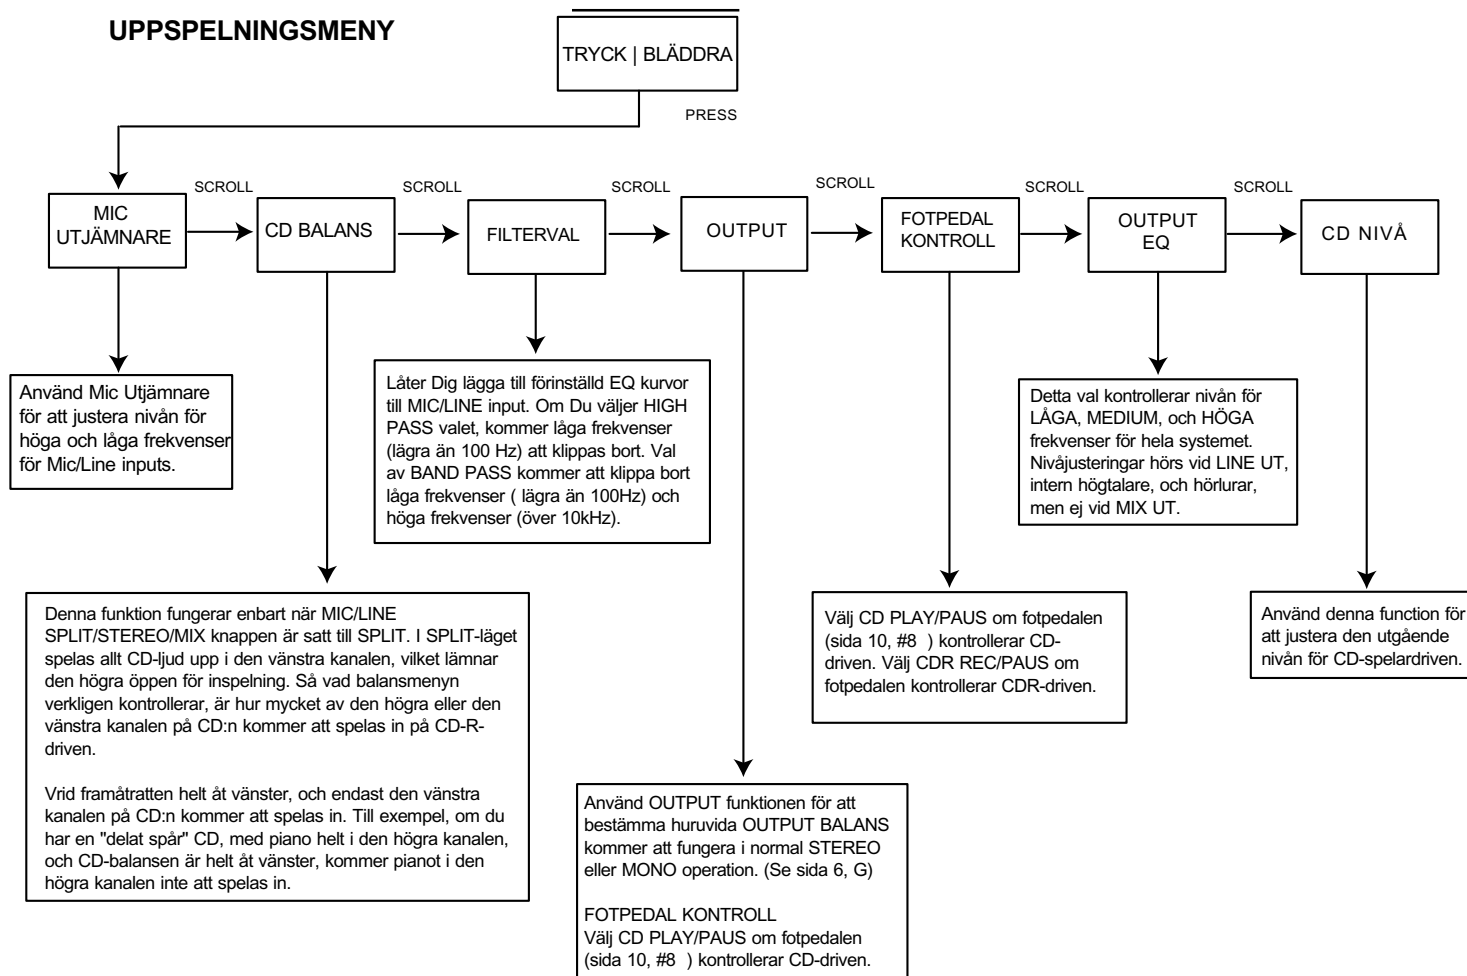 UPPSPELNINGSMENY
TRYCK | BLÄDDRA
PRESS
SCROLL
SCROLL
SCROLL
SCROLL
SCROLL
SCROLL
MIC
UTJÄMNARE
CD BALANS
FILTERVAL
OUTPUT
FOTPEDAL
KONTROLL
OUTPUT
EQ
CD NIVÅ
Använd Mic Utjämnare
för att justera nivån för
höga och låga frekvenser
för Mic/Line inputs.
Låter Dig lägga till förinställd EQ kurvor
till MIC/LINE input. Om Du väljer HIGH
PASS valet, kommer låga frekvenser
(lägra än 100 Hz) att klippas bort. Val
av BAND PASS kommer att klippa bort
låga frekvenser ( lägra än 100Hz) och
höga frekvenser (över 10kHz).
Detta val kontrollerar nivån för
LÅGA, MEDIUM, och HÖGA
frekvenser för hela systemet.
Nivåjusteringar hörs vid LINE UT,
intern högtalare, och hörlurar,
men ej vid MIX UT.
Denna funktion fungerar enbart när MIC/LINE
SPLIT/STEREO/MIX knappen är satt till SPLIT. I SPLIT-läget
spelas allt CD-ljud upp i den vänstra kanalen, vilket lämnar
den högra öppen för inspelning. Så vad balansmenyn
verkligen kontrollerar, är hur mycket av den högra eller den
vänstra kanalen på CD:n kommer att spelas in på CD-R-
driven.
Vrid framåtratten helt åt vänster, och endast den vänstra
kanalen på CD:n kommer att spelas in. Till exempel, om du
har en "delat spår" CD, med piano helt i den högra kanalen,
och CD-balansen är helt åt vänster, kommer pianot i den
högra kanalen inte att spelas in.
Välj CD PLAY/PAUS om fotpedalen
(sida 10, #8 ) kontrollerar CD-
driven. Välj CDR REC/PAUS om
fotpedalen kontrollerar CDR-driven.
Använd denna function för
att justera den utgående
nivån för CD-spelardriven.
Använd OUTPUT funktionen för att
bestämma huruvida OUTPUT BALANS
kommer att fungera i normal STEREO
eller MONO operation. (Se sida 6, G)
FOTPEDAL KONTROLL
Välj CD PLAY/PAUS om fotpedalen
(sida 10, #8 ) kontrollerar CD-driven.